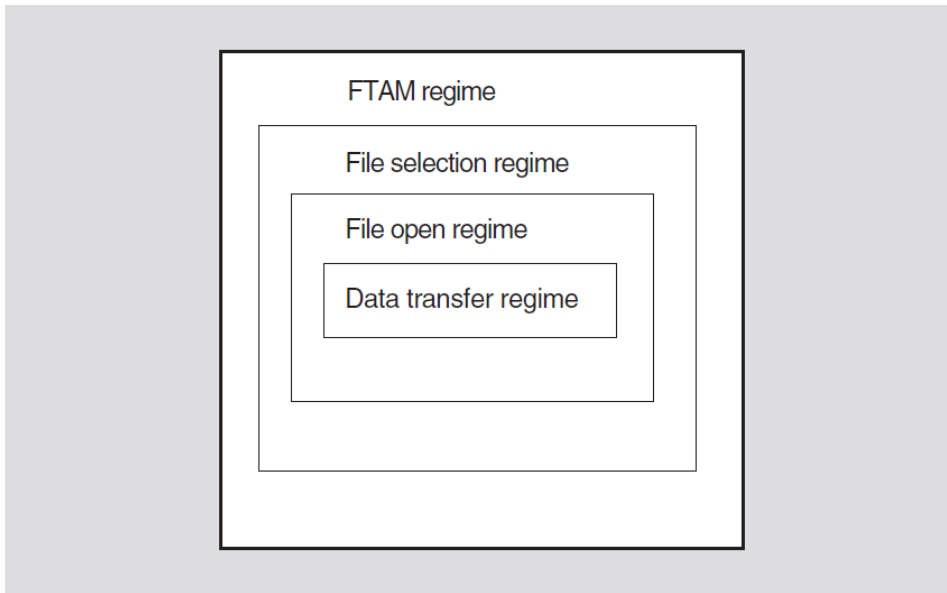 FTAM regime
File selection regime
File open regime
Data transfer regime